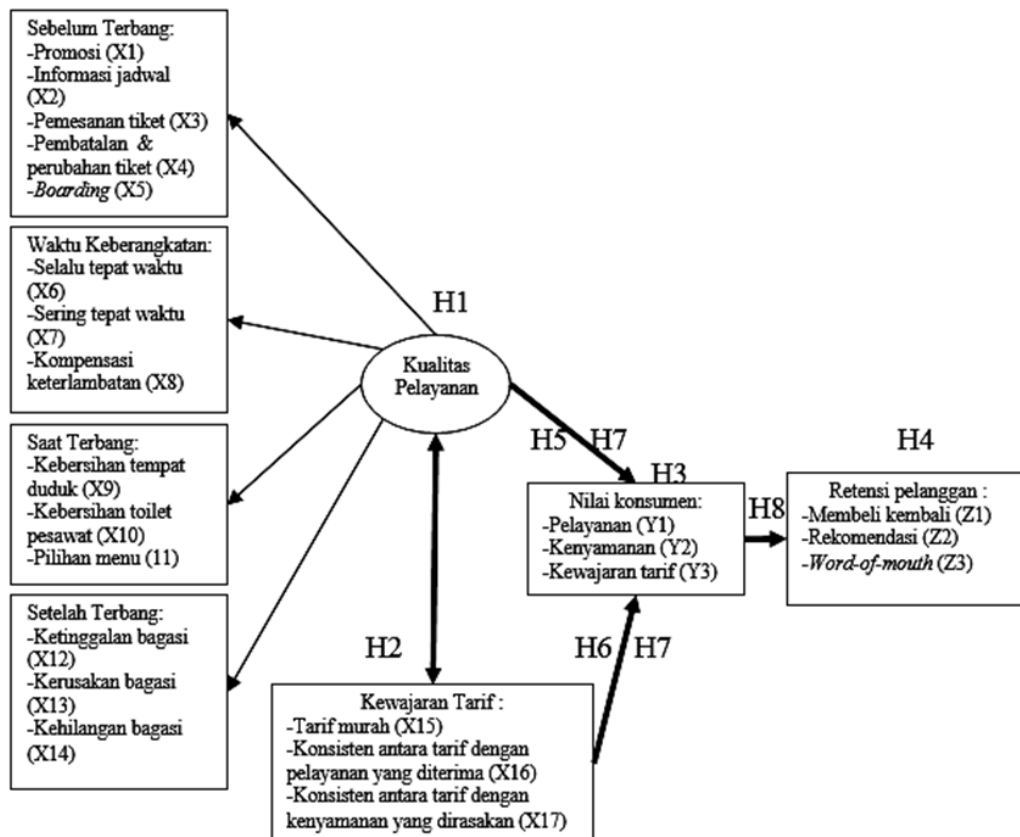 Sebelum Terbang:
-Promosi (X1)
-Informasi jadwal
(X2)
-Pemesanan tiket (X3)
-Pembatalan & 
perubahan tiket (X4)
-Boarding (X5)
Waktu Keberangkatan:
-Selalu tepat waktu
(X6)
-Sering tepat waktu
(X7)
-Kompensasi
keterlambatan (X8)
Saat Terbang:
-Kebersihan tempat
duduk (X9)
-Kebersihan toilet
pesawat (X10)
-Pilihan menu (11)
Setelah Terbang:
-Ketinggalan bagasi
(X12)
-Kerusakan bagasi
(X13)
-Kehilangan bagasi
(X14)
H1
Kualitas
Pelayanan
H2
Kewajaran Tarif :
-Tarif murah (X15)
-Konsisten antara tarif dengan
pelayanan yang diterima (X16)
-Konsisten antara tarif dengan
kenyamanan yang dirasakan (X17)
H5 H7
H3
Nilai konsumen:
-Pelayanan (Y1)
-Kenyamanan (Y2)
-Kewajaran tarif (Y3)
H6 H7
H8
H4
Retensi pelanggan :
-Membeli kembali (Z1)
-Rekomendasi (Z2)
-Word-of-mouth (Z3)